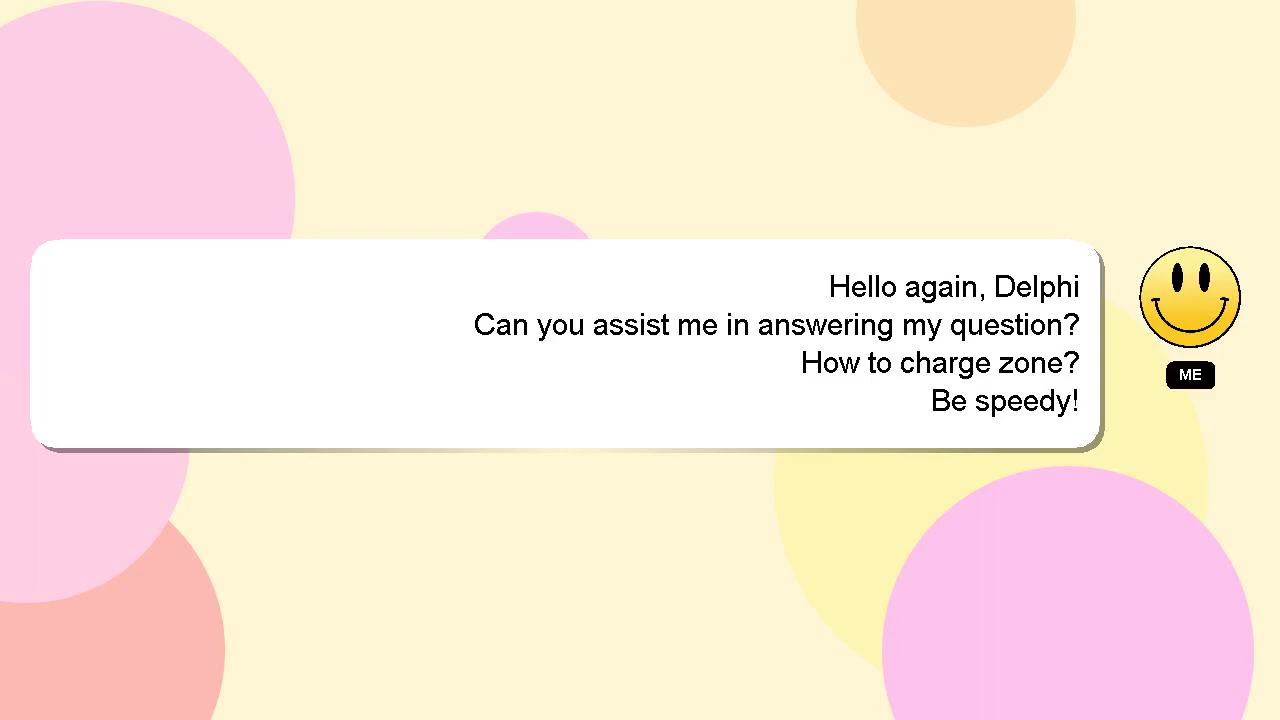 Hello again, Delphi
Can you assist me in answering my question?
How to charge zone?
Be speedy!
ME